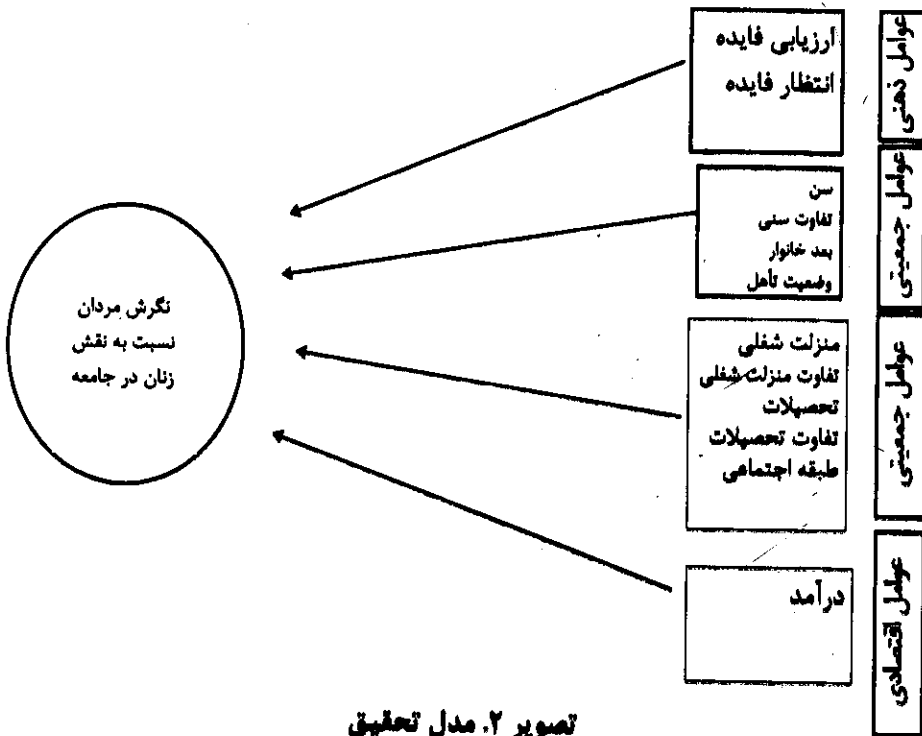 عوامل ذهنی
ارزیابی فایده
انتظار فایده
عوامل جمعیتی
سن
تفاوت سنی
بعد خانوار
وضعیت تأهل
عوامل جمعیتی
منزلت شغلی
تفاوت منزلت شغلی
تحصیلات
تفاوت تحصیلات
طبقه اجتماعی
عوامل اقتصادی
درآمد
نگرش مردان
نسبت به نقش
زنان در جامعه
تصویر ۲. مدل تحقیق